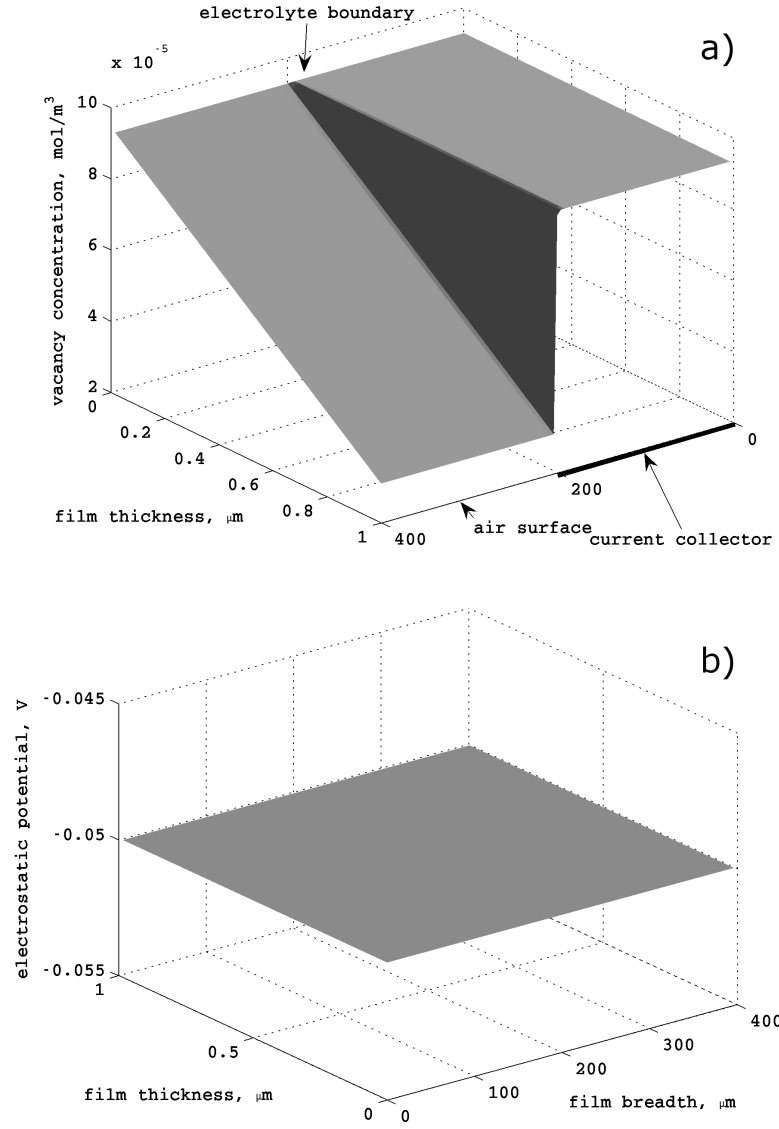 electrolyte boundary
a)
x 10^-5
vacancy concentration, mol/m^3
10
8
6
4
2
0
0.2
0.4
0.6
0.8
1
film thickness, μm
400
200
0
air surface
current collector
b)
electrostatic potential, V
-0.045
-0.05
-0.055
1
0.5
0
film thickness, μm
0
100
200
300
400
film breadth, μm